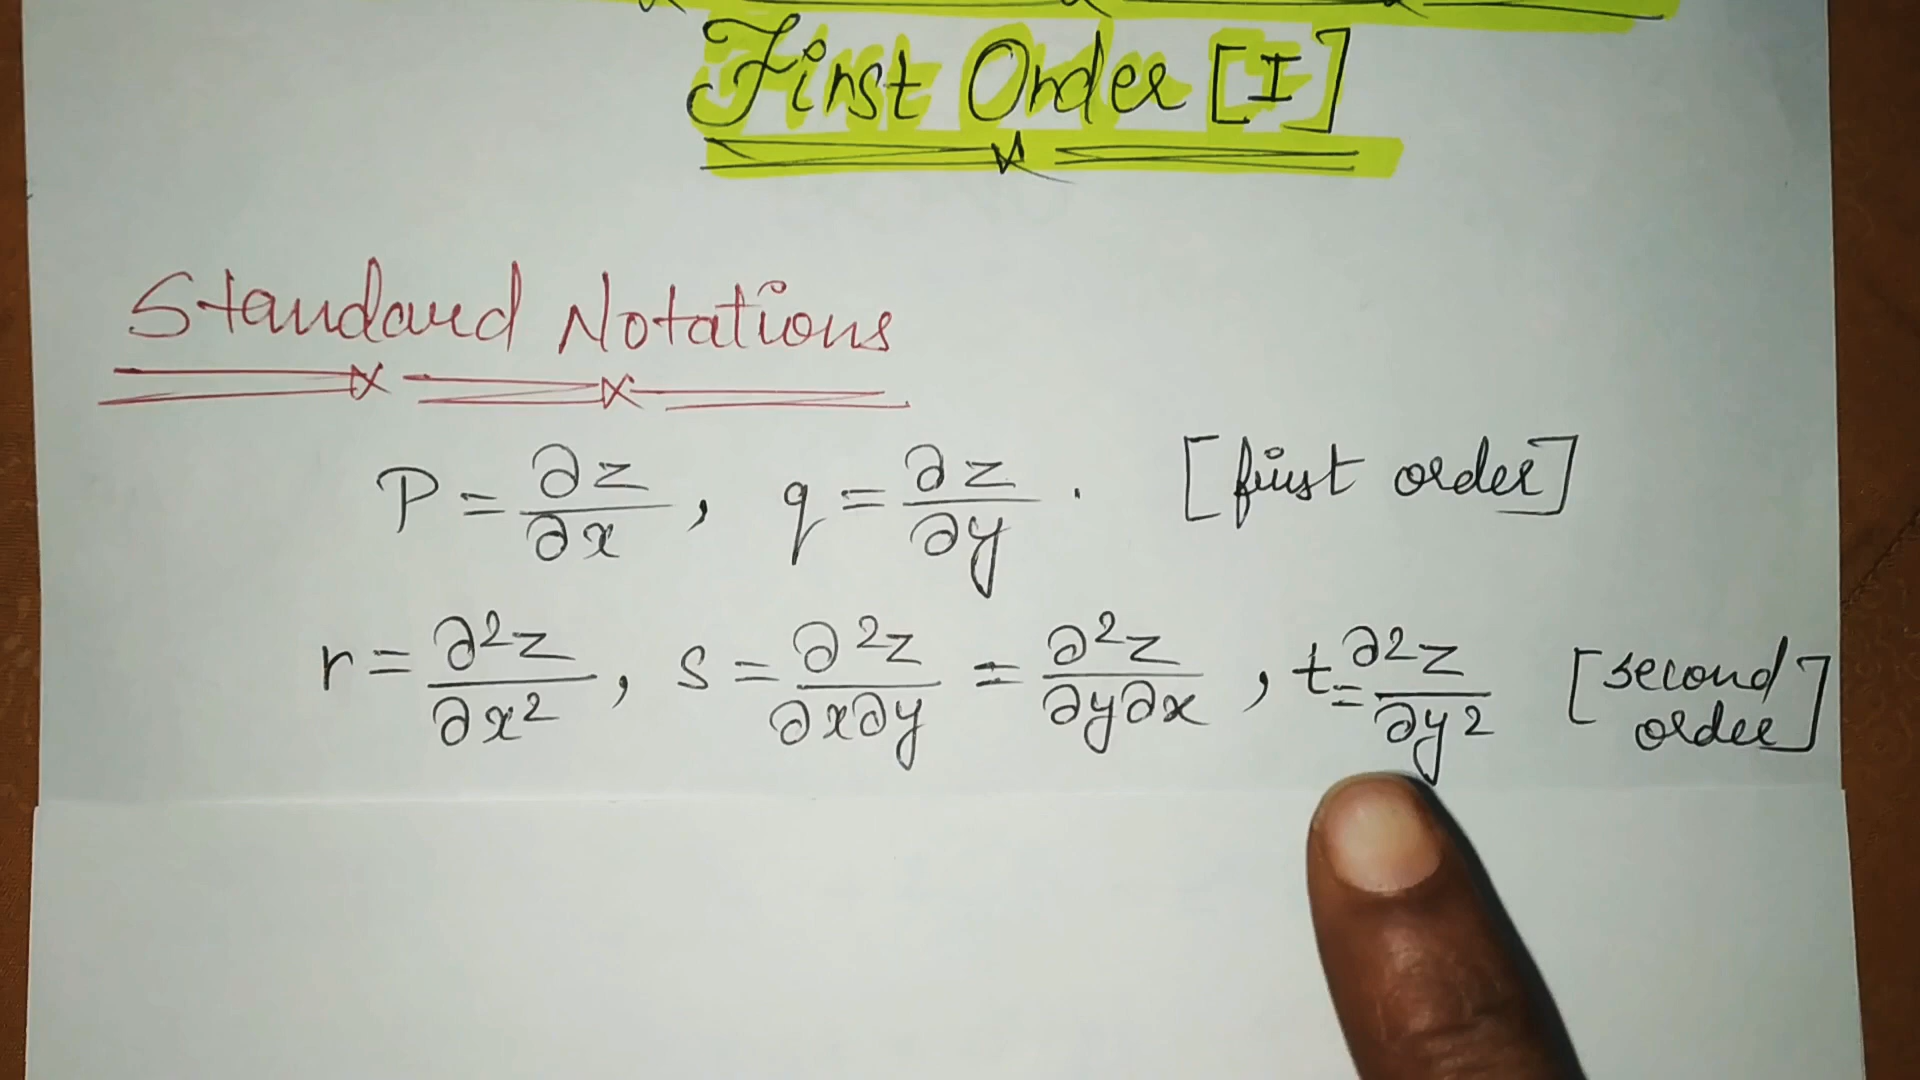 First Order [I]
Standard Notations
P = ∂z/∂x , q = ∂z/∂y . [first order]
r = ∂²z/∂x² , s = ∂²z/∂x∂y = ∂²z/∂y∂x , t = ∂²z/∂y² [second order]